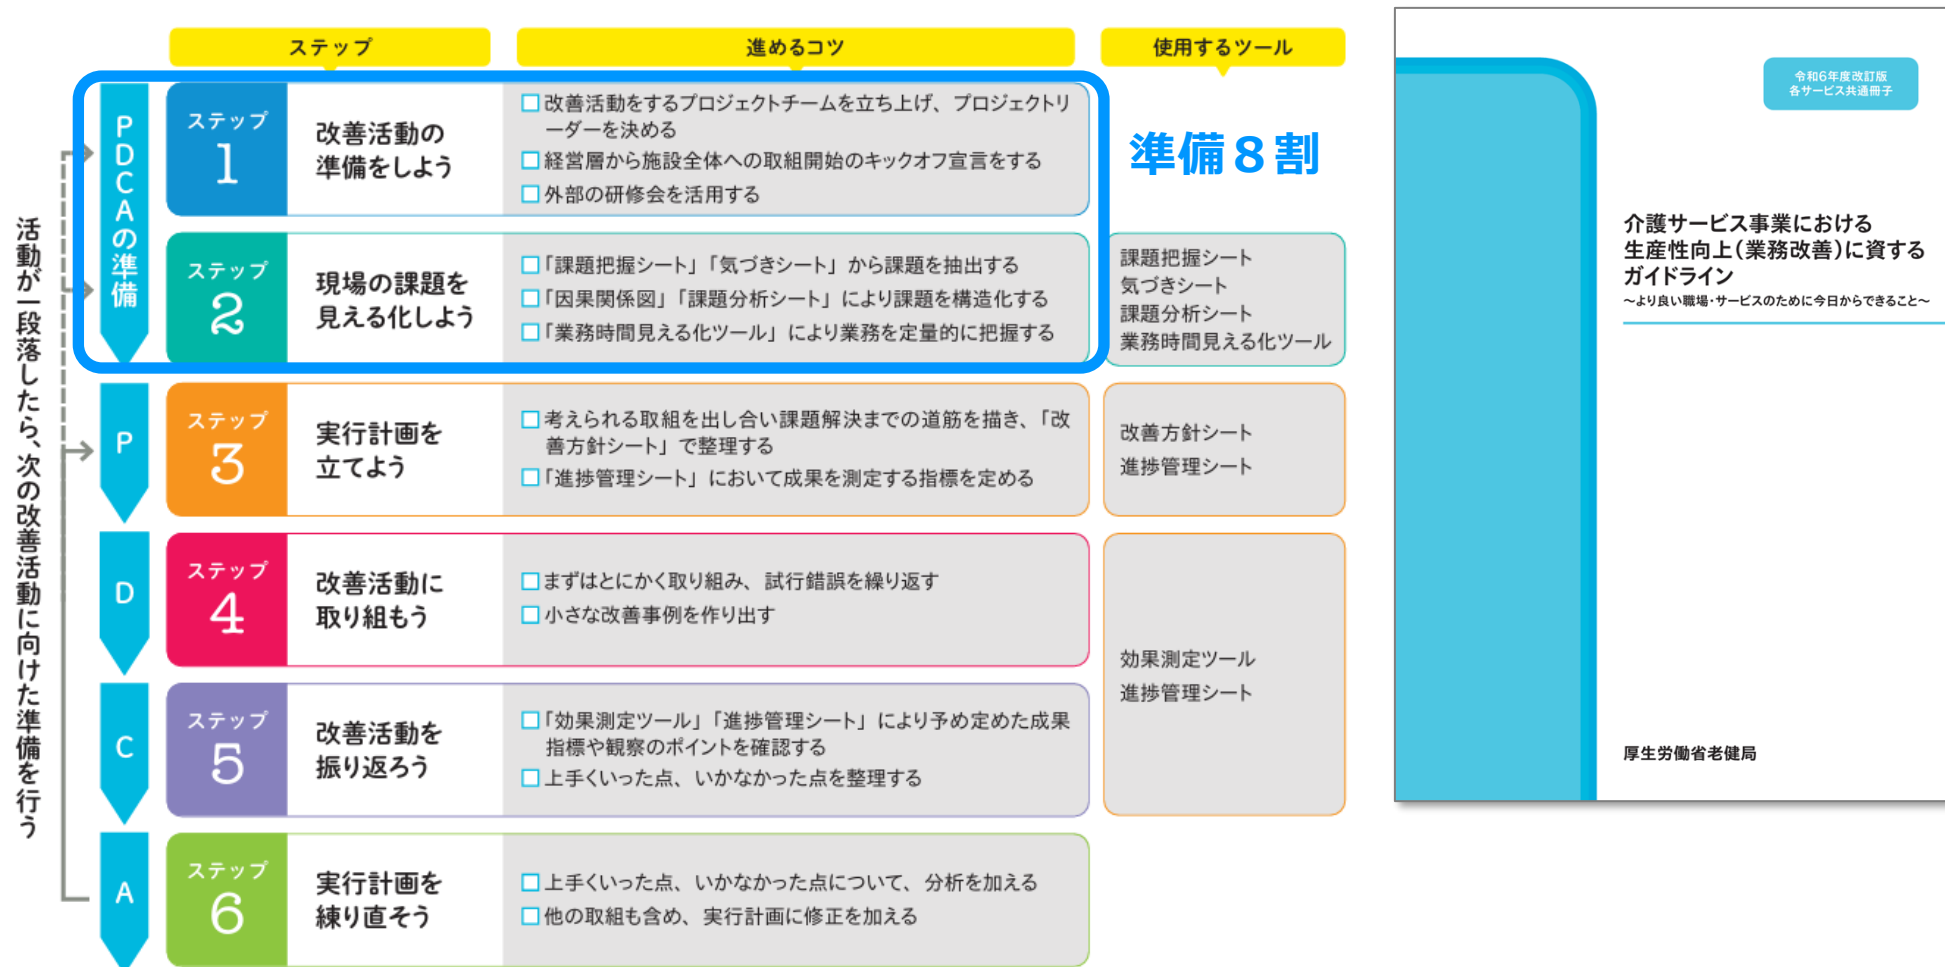 ステップ
進めるコツ
使用するツール
活動が一段落したら、次の改善活動に向けた準備を行う
PDCAの準備
ステップ
1
改善活動の
準備をしよう
□改善活動をするプロジェクトチームを立ち上げ、プロジェクトリ
ーダーを決める
□経営層から施設全体への取組開始のキックオフ宣言をする
□外部の研修会を活用する
準備8割
ステップ
2
現場の課題を
見える化しよう
□「課題把握シート」「気づきシート」から課題を抽出する
□「因果関係図」「課題分析シート」により課題を構造化する
□「業務時間見える化ツール」により業務を定量的に把握する
課題把握シート
気づきシート
課題分析シート
業務時間見える化ツール
P
ステップ
3
実行計画を
立てよう
□考えられる取組を出し合い課題解決までの道筋を描き、「改
善方針シート」で整理する
□「進捗管理シート」において成果を測定する指標を定める
改善方針シート
進捗管理シート
D
ステップ
4
改善活動に
取り組もう
□まずはとにかく取り組み、試行錯誤を繰り返す
□小さな改善事例を作り出す
効果測定ツール
進捗管理シート
C
ステップ
5
改善活動を
振り返ろう
□「効果測定ツール」「進捗管理シート」により予め定めた成果
指標や観察のポイントを確認する
□上手くいった点、いかなかった点を整理する
A
ステップ
6
実行計画を
練り直そう
□上手くいった点、いかなかった点について、分析を加える
□他の取組も含め、実行計画に修正を加える
令和6年度改訂版
各サービス共通冊子
介護サービス事業における
生産性向上（業務改善）に資する
ガイドライン
～より良い職場・サービスのために今日からできること～
厚生労働省老健局